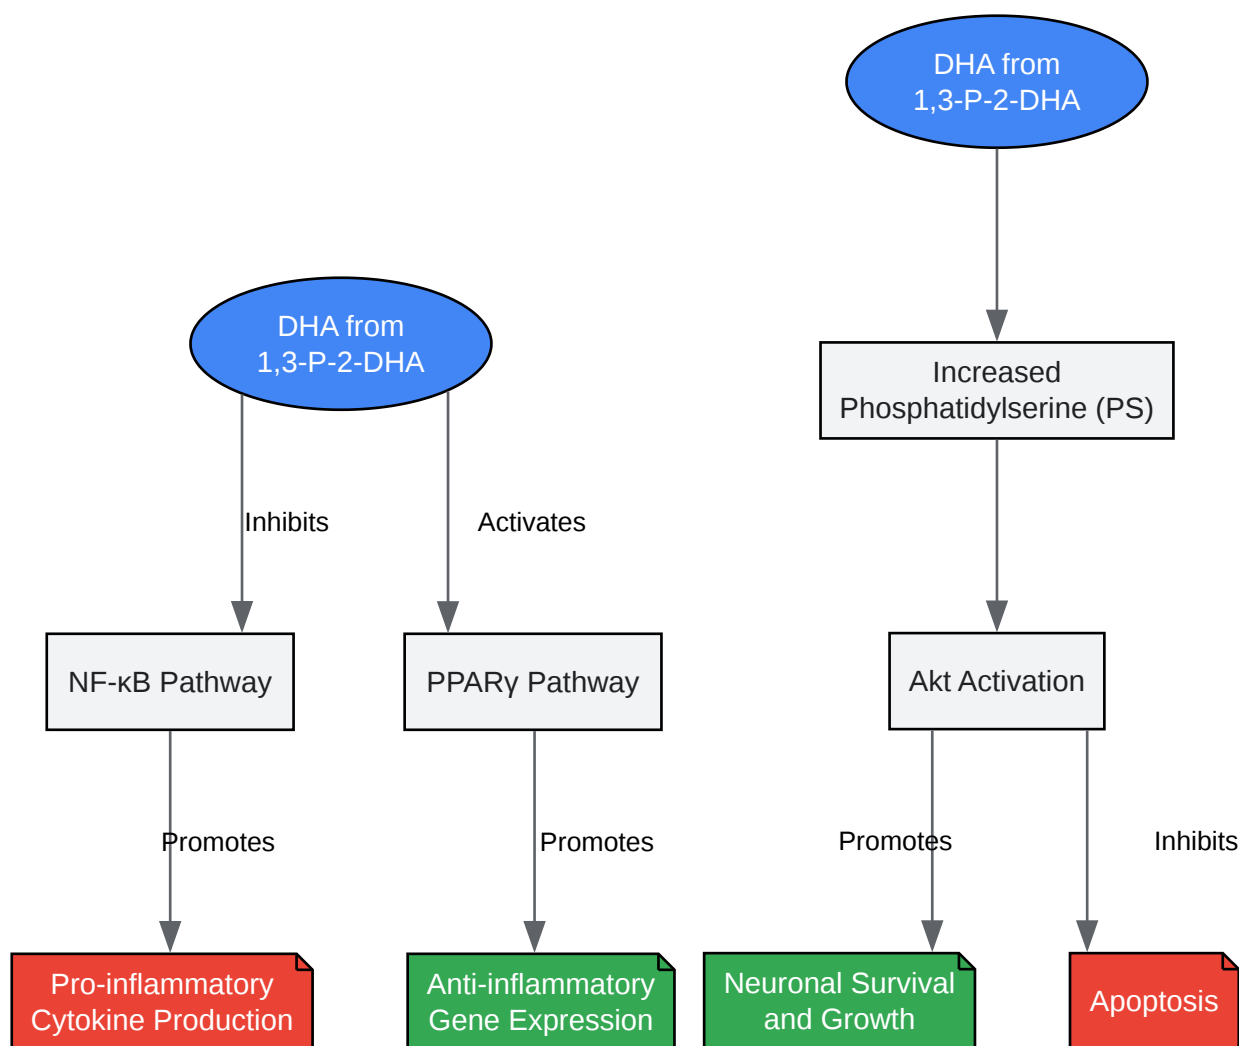 DHA from
1,3-P-2-DHA
DHA from
1,3-P-2-DHA
Increased
Phosphatidylserine (PS)
Inhibits
Activates
NF-κB Pathway
PPARγ Pathway
Akt Activation
Promotes
Promotes
Promotes
Inhibits
Pro-inflammatory
Cytokine Production
Anti-inflammatory
Gene Expression
Neuronal Survival
and Growth
Apoptosis